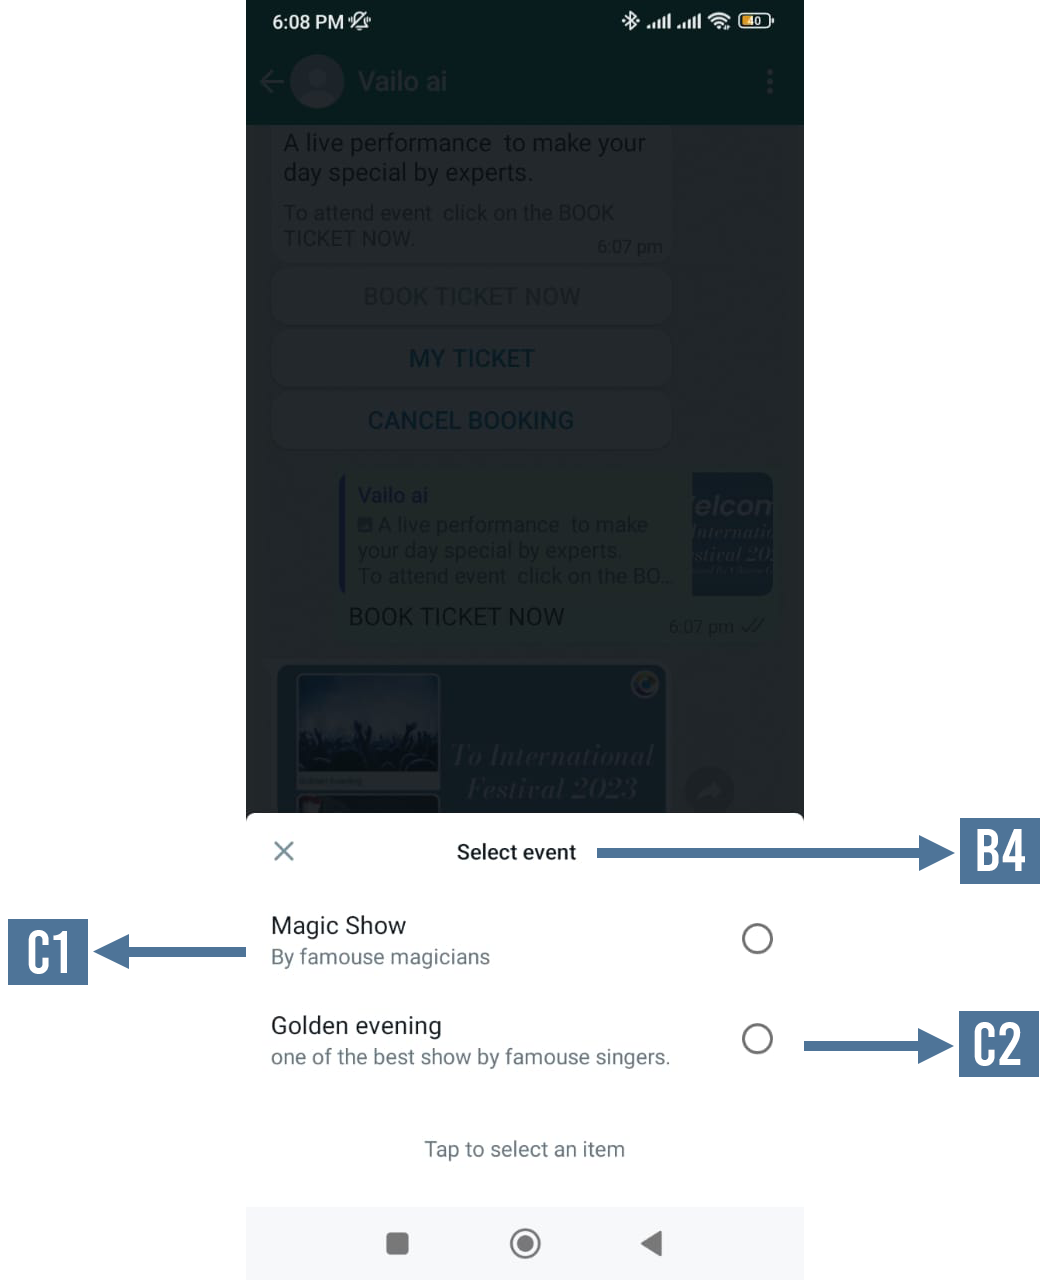 6:08 PM
40
Vailo ai
A live performance  to make your
day special by experts.
To attend event  click on the BOOK
TICKET NOW.
6:07 pm
BOOK TICKET NOW
MY TICKET
CANCEL BOOKING
Vailo ai
A live performance  to make
your day special by experts.
To attend event  click on the BO...
elcom
Internatio
stival 20
BOOK TICKET NOW
6:07 pm
To International
Festival 2023
Select event
B4
Magic Show
C1
By famouse magicians
Golden evening
C2
one of the best show by famouse singers.
Tap to select an item